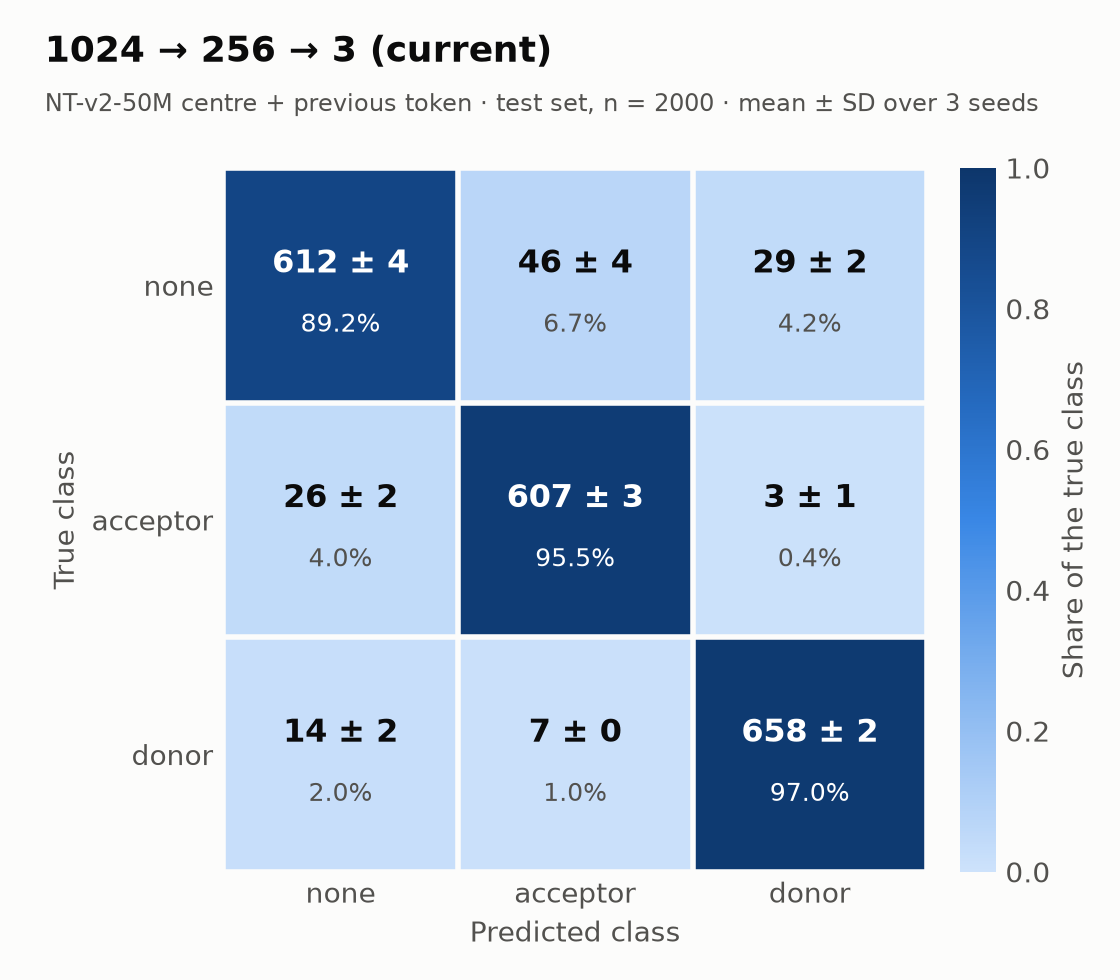 1024 → 256 → 3 (current)
NT-v2-50M centre + previous token · test set, n = 2000 · mean ± SD over 3 seeds
True class
none
612 ± 4
46 ± 4
29 ± 2
89.2%
6.7%
4.2%
acceptor
26 ± 2
607 ± 3
3 ± 1
4.0%
95.5%
0.4%
donor
14 ± 2
7 ± 0
658 ± 2
2.0%
1.0%
97.0%
none
acceptor
donor
Predicted class
1.0
0.8
0.6
0.4
0.2
0.0
Share of the true class